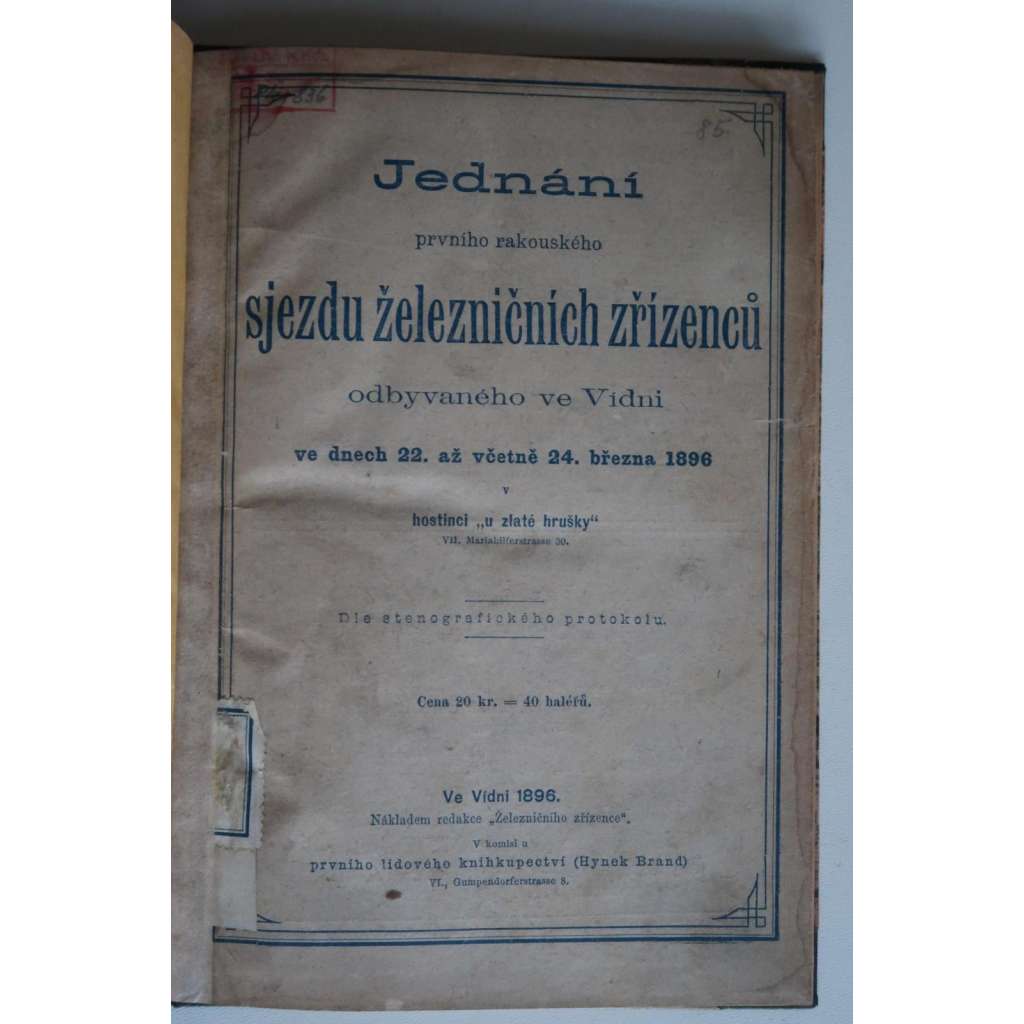 336
85.
Jednání
prvního rakouského
sjezdu železničních zřízenců
odbyvaného ve Vídni
ve dnech 22. až včetně 24. března 1896
v
hostinci „u zlaté hrušky“
VII. Mariahilferstrasse 30.
Dle stenografického protokolu.
Cena 20 kr. = 40 haléřů.
Ve Vídni 1896.
Nákladem redakce „Železničního zřízence“.
V komisi u
prvního lidového knihkupectví (Hynek Brand)
VI., Gumpendorferstrasse 8.